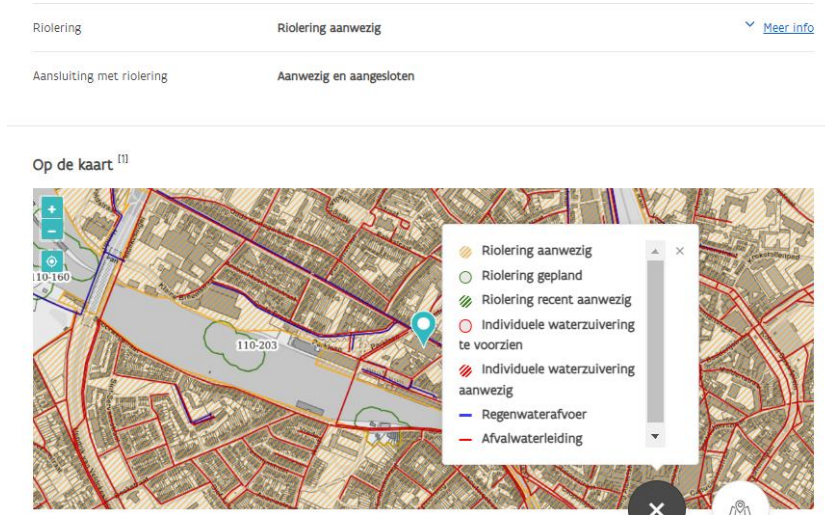 Riolering
Riolering aanwezig
Meer info
Aansluiting met riolering
Aanwezig en aangesloten
Op de kaart [1]
+
−
110-160
110-203
Riolering aanwezig
×
Riolering gepland
Riolering recent aanwezig
Individuele waterzuivering
te voorzien
Individuele waterzuivering
aanwezig
Regenwaterafvoer
Afvalwaterleiding